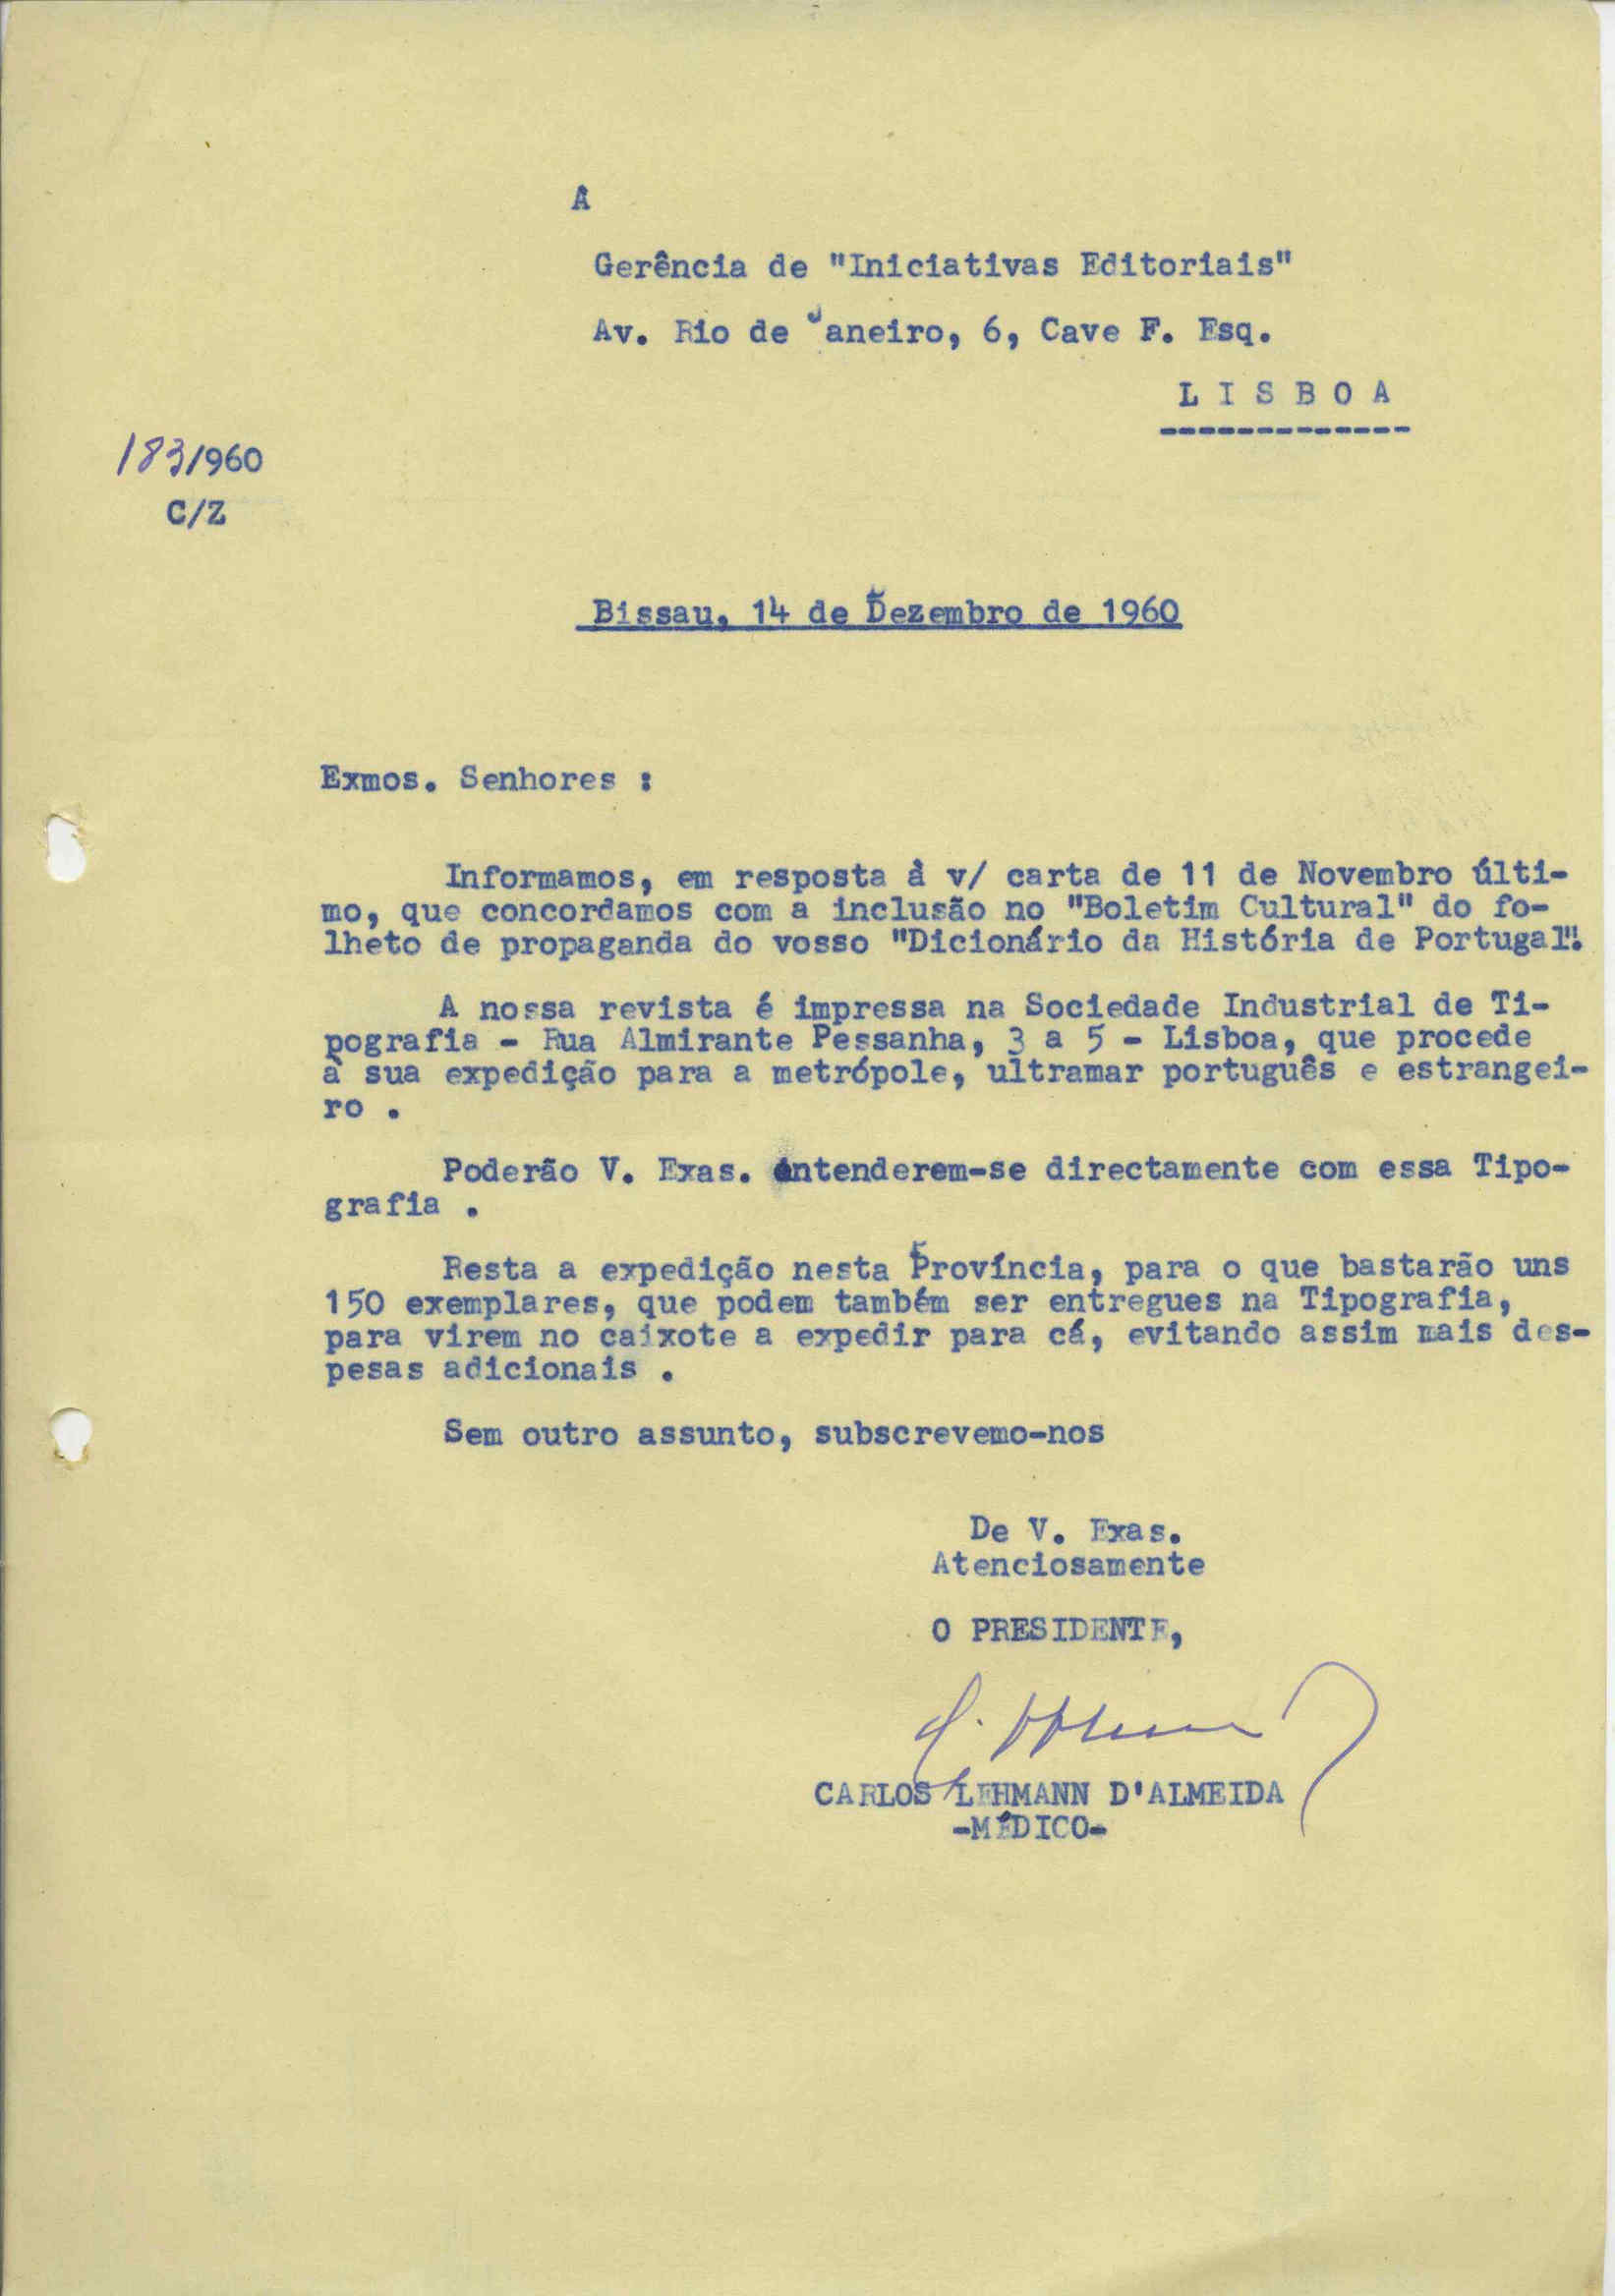 À
Gerência de "Iniciativas Editoriais"
Av. Rio de Janeiro, 6, Cave F. Esq.
L I S B O A
183/960
C/Z
Bissau, 14 de Dezembro de 1960
Exmos. Senhores :
Informamos, em resposta à v/ carta de 11 de Novembro últi-
mo, que concordamos com a inclusão no "Boletim Cultural" do fo-
lheto de propaganda do vosso "Dicionário da História de Portugal".
A nossa revista é impressa na Sociedade Industrial de Ti-
pografia - Rua Almirante Pessanha, 3 a 5 - Lisboa, que procede
à sua expedição para a metrópole, ultramar português e estrangei-
ro .
Poderão V. Exas. entenderem-se directamente com essa Tipo-
grafia .
Resta a expedição nesta Província, para o que bastarão uns
150 exemplares, que podem também ser entregues na Tipografia,
para virem no caixote a expedir para cá, evitando assim mais des-
pesas adicionais .
Sem outro assunto, subscrevemo-nos
De V. Exas.
Atenciosamente
O PRESIDENTE,
CARLOS LEHMANN D'ALMEIDA
-MÉDICO-